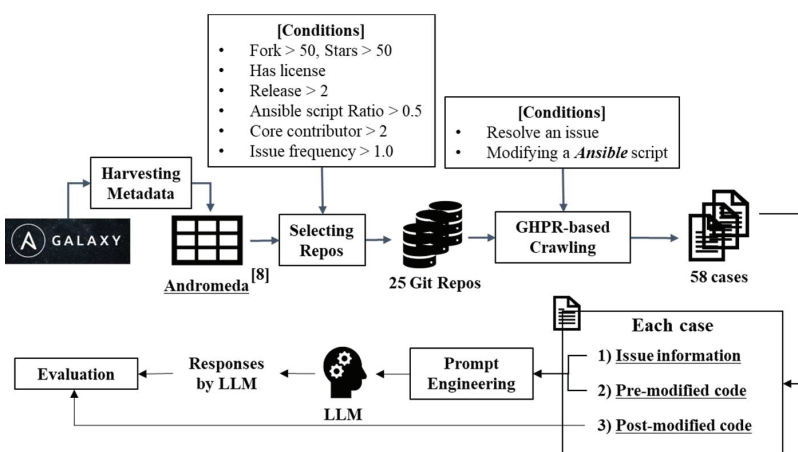 [Conditions]
• Fork > 50, Stars > 50
• Has license
• Release > 2
• Ansible script Ratio > 0.5
• Core contributor > 2
• Issue frequency > 1.0
[Conditions]
• Resolve an issue
• Modifying a Ansible script
Harvesting
Metadata
A GALAXY
Andromeda [8]
Selecting
Repos
25 Git Repos
GHPR-based
Crawling
58 cases
Each case
1) Issue information
2) Pre-modified code
3) Post-modified code
Prompt
Engineering
LLM
Responses
by LLM
Evaluation